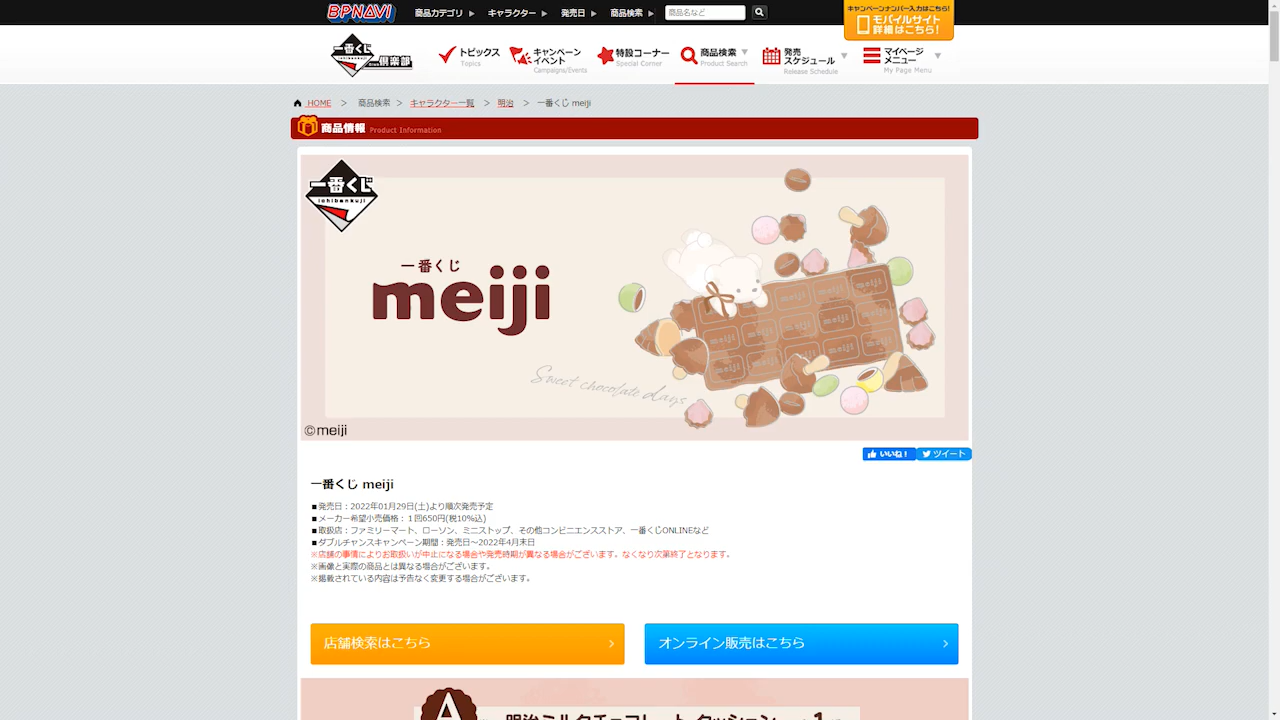 BPNAVI 商品カテゴリ ▶ キャラクター ▶ 発売日 ▶ 商品検索 ▶ 商品名など
キャンペーンナンバー入力はこちら!
モバイルサイト
詳細はこちら!
一番くじ
倶楽部
トピックス
Topics
キャンペーン
イベント
Campaigns/Events
特設コーナー
Special Corner
商品検索
Product Search
発売
スケジュール
Release Schedule
マイページ
メニュー
My Page Menu
HOME > 商品検索 > キャラクター一覧 > 明治 > 一番くじ meiji
商品情報 Product Information
一番くじ
ichibankuji
一番くじ
meiji
Sweet chocolate days
©meiji
いいね! ツイート
一番くじ meiji
■発売日:2022年01月29日(土)より順次発売予定
■メーカー希望小売価格:1回650円(税10%込)
■取扱店:ファミリーマート、ローソン、ミニストップ、その他コンビニエンスストア、一番くじONLINEなど
■ダブルチャンスキャンペーン期間:発売日~2022年4月末日
※店舗の事情によりお取扱いが中止になる場合や発売時期が異なる場合がございます。なくなり次第終了となります。
※画像と実際の商品とは異なる場合がございます。
※掲載されている内容は予告なく変更する場合がございます。
店舗検索はこちら
オンライン販売はこちら
A 明治ミルクチョコレート クッション